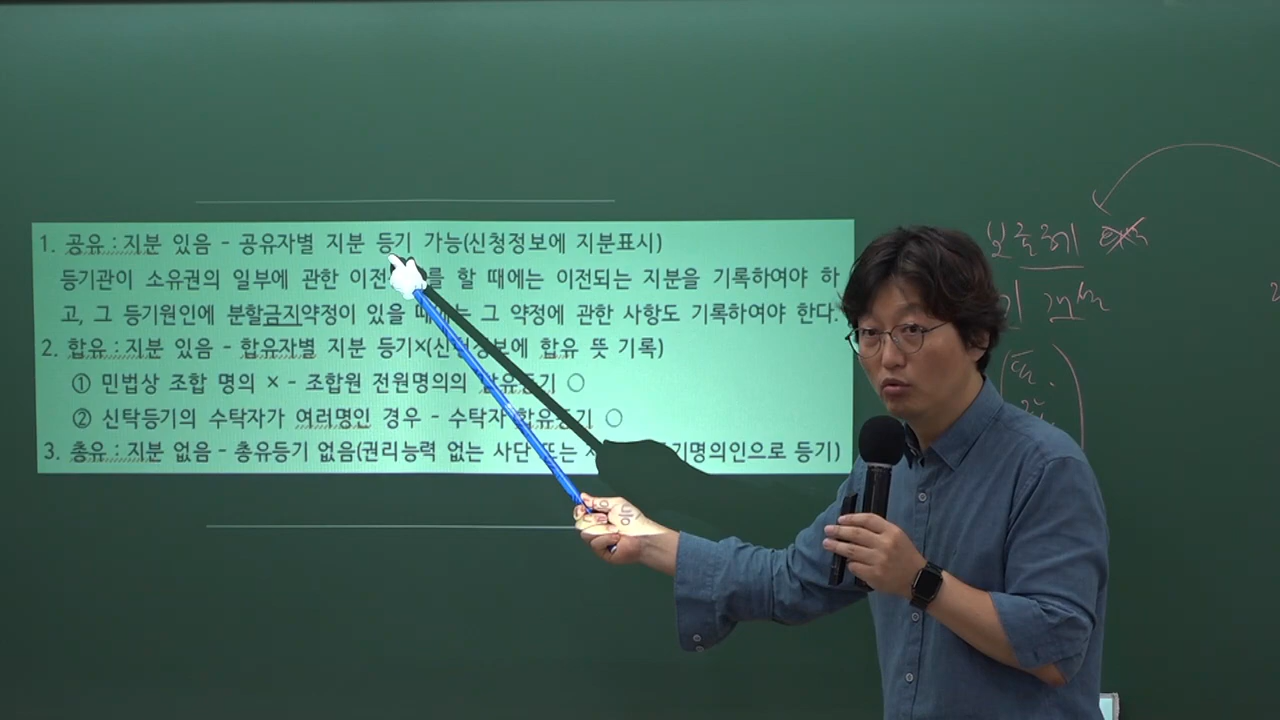 1. 공유 : 지분 있음 - 공유자별 지분 등기 가능(신청정보에 지분표시)
등기관이 소유권의 일부에 관한 이전 를 할 때에는 이전되는 지분을 기록하여야 하
고, 그 등기원인에 분할금지약정이 있을 때에는 그 약정에 관한 사항도 기록하여야 한다.
2. 합유 : 지분 있음 - 합유자별 지분 등기×(신청정보에 합유 뜻 기록)
① 민법상 조합 명의 × - 조합원 전원명의의 합유등기 ○
② 신탁등기의 수탁자가 여러명인 경우 - 수탁자 합유등기 ○
3. 총유 : 지분 없음 - 총유등기 없음(권리능력 없는 사단 또는 기명의인으로 등기)